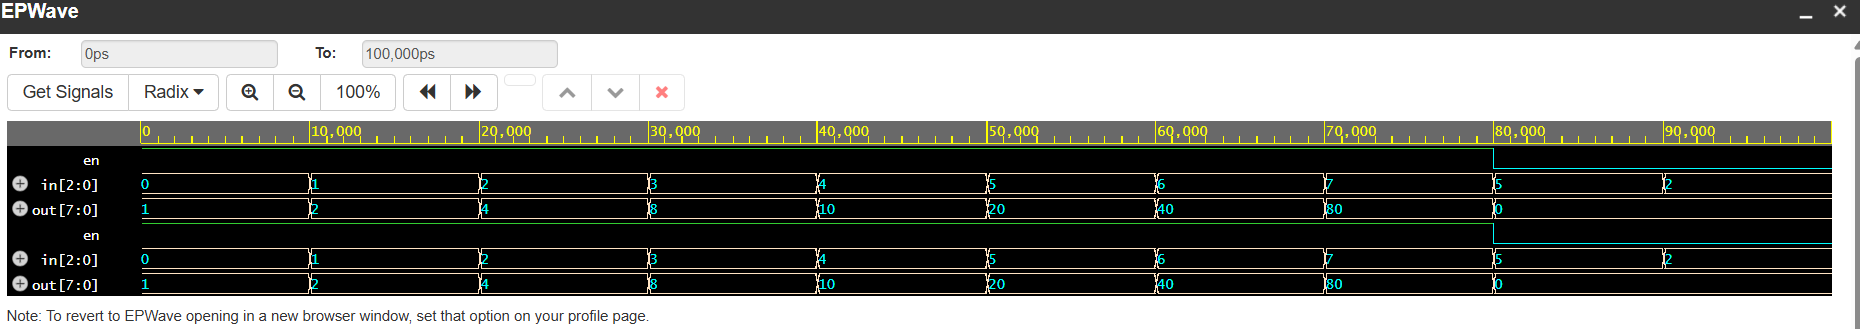 EPWave
From: 0ps To: 100,000ps
Get Signals Radix 100%
0 10,000 20,000 30,000 40,000 50,000 60,000 70,000 80,000 90,000
en
in[2:0] 0 1 2 3 4 5 6 7 5 2
out[7:0] 1 2 4 8 10 20 40 80 0
en
in[2:0] 0 1 2 3 4 5 6 7 5 2
out[7:0] 1 2 4 8 10 20 40 80 0
Note: To revert to EPWave opening in a new browser window, set that option on your profile page.